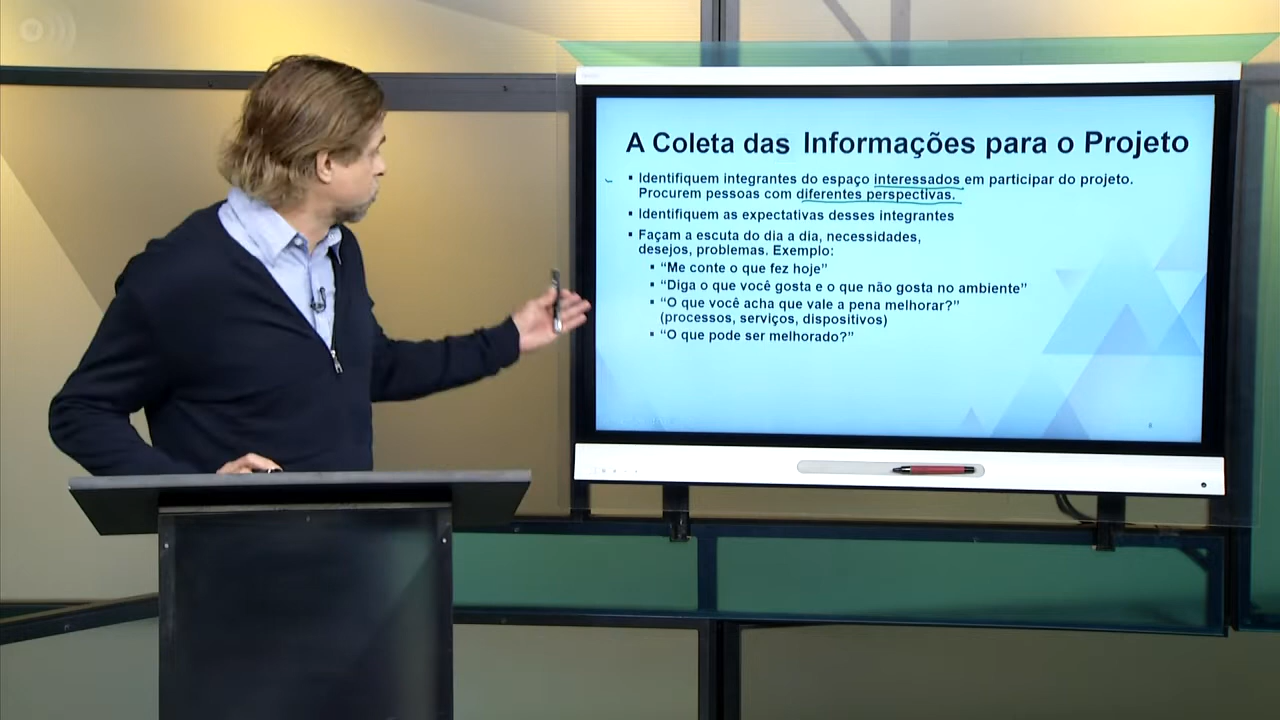 A Coleta das Informações para o Projeto
▪ Identifiquem integrantes do espaço interessados em participar do projeto.
Procurem pessoas com diferentes perspectivas.
▪ Identifiquem as expectativas desses integrantes
▪ Façam a escuta do dia a dia, necessidades,
desejos, problemas. Exemplo:
▪ “Me conte o que fez hoje”
▪ “Diga o que você gosta e o que não gosta no ambiente”
▪ “O que você acha que vale a pena melhorar?”
(processos, serviços, dispositivos)
▪ “O que pode ser melhorado?”